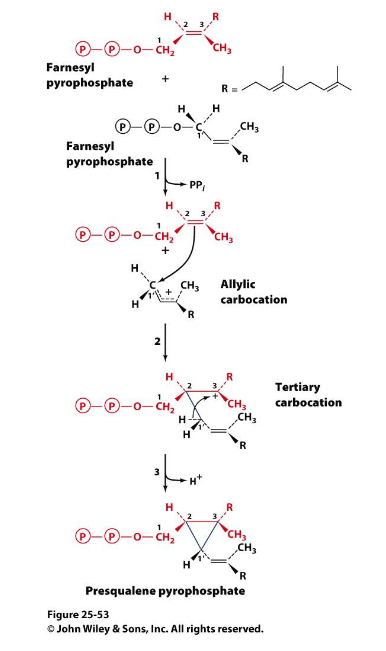 H R
2 3
1
P P O CH2 CH3
Farnesyl
pyrophosphate
+
R =
H H
P P O C CH3
1'
R
Farnesyl
pyrophosphate
1
PPi
H R
2 3
1
P P O CH2 CH3
+
H
C CH3
1' +
H
R
Allylic
carbocation
2
H R
2 3
1 +
P P O CH2 CH3
H CH3
1'
H
R
Tertiary
carbocation
3
H+
H R
2 3
1
P P O CH2 CH3
CH3
1'
H
R
Presqualene pyrophosphate
Figure 25-53
© John Wiley & Sons, Inc. All rights reserved.